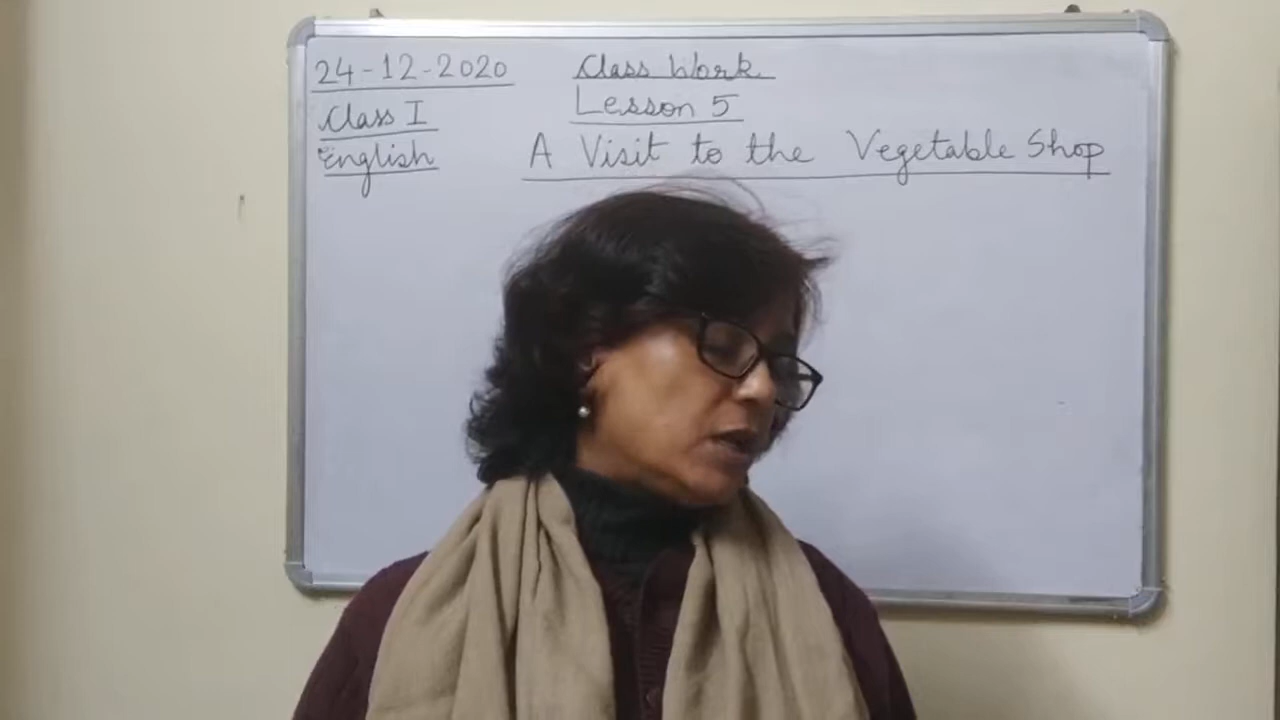 24-12-2020
Class Work
Class I
Lesson 5
English
A Visit to the Vegetable Shop